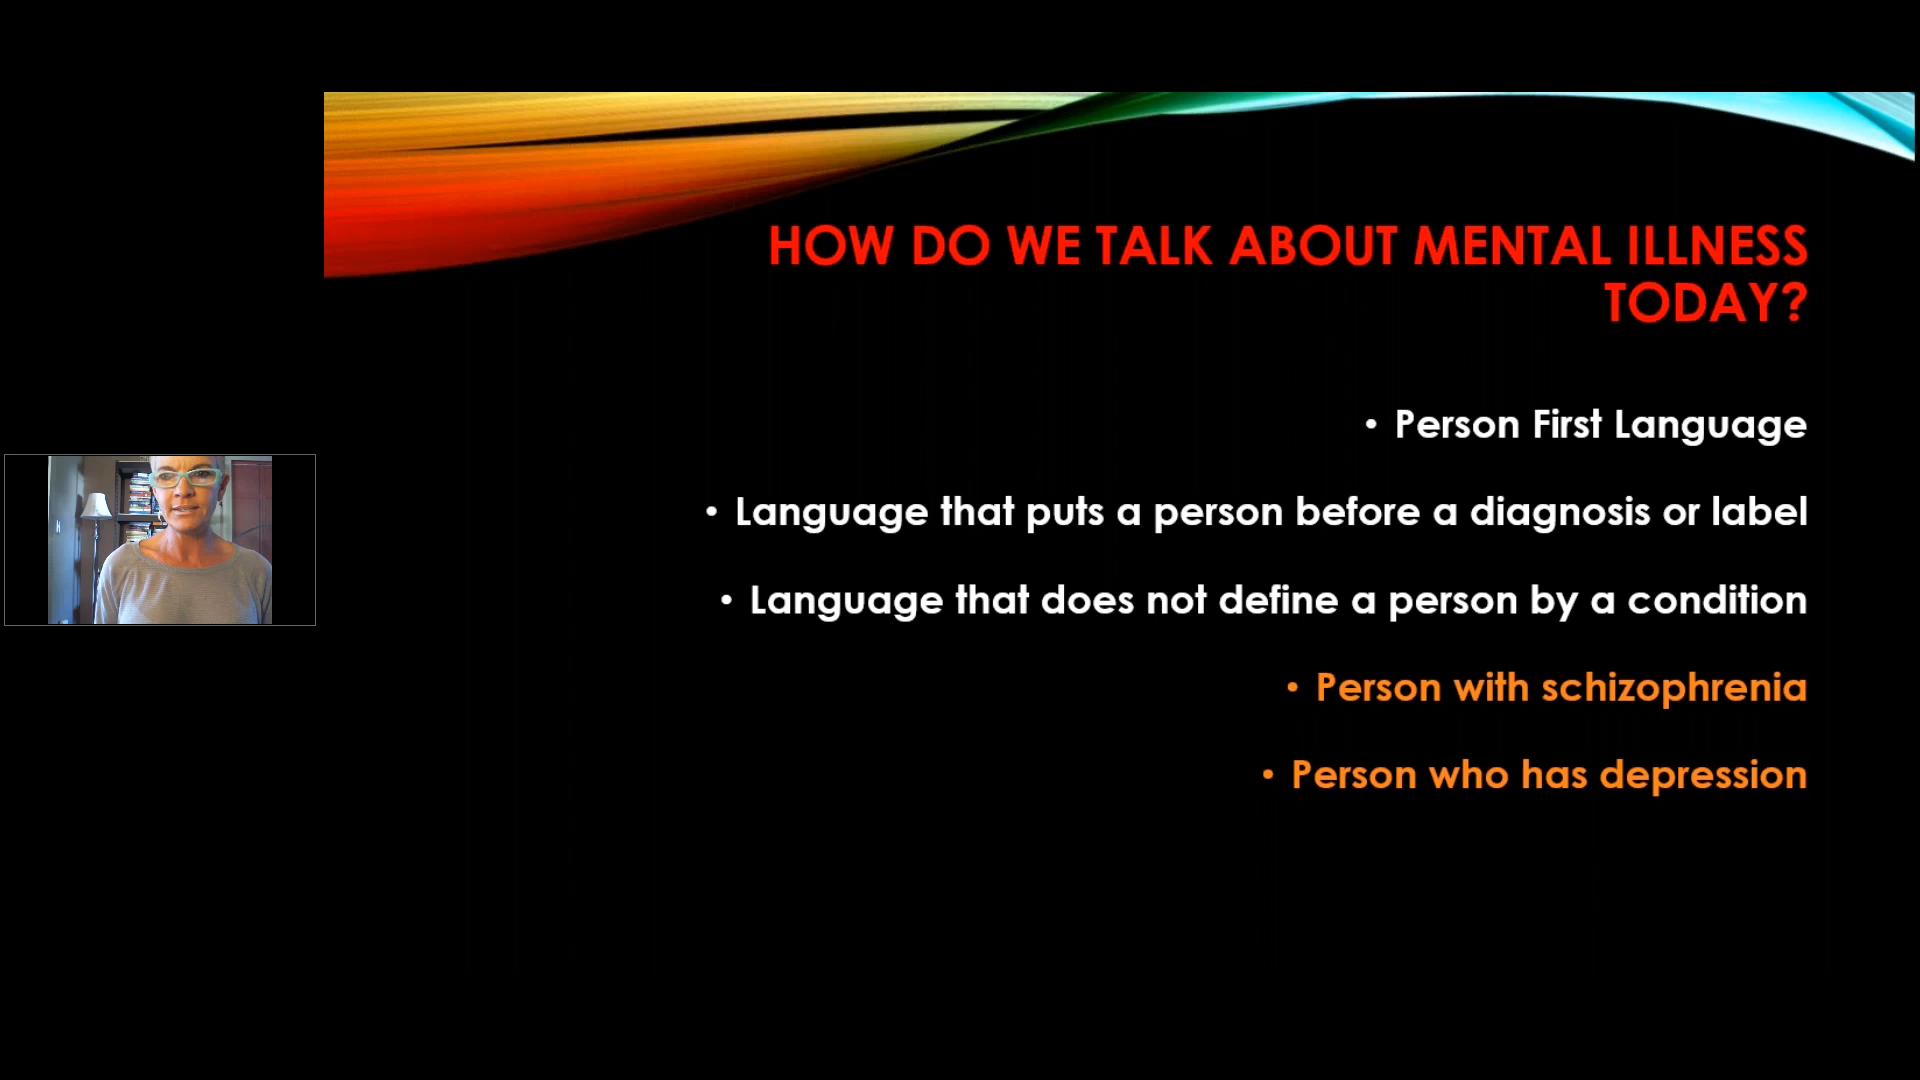 HOW DO WE TALK ABOUT MENTAL ILLNESS
TODAY?
• Person First Language
• Language that puts a person before a diagnosis or label
• Language that does not define a person by a condition
• Person with schizophrenia
• Person who has depression